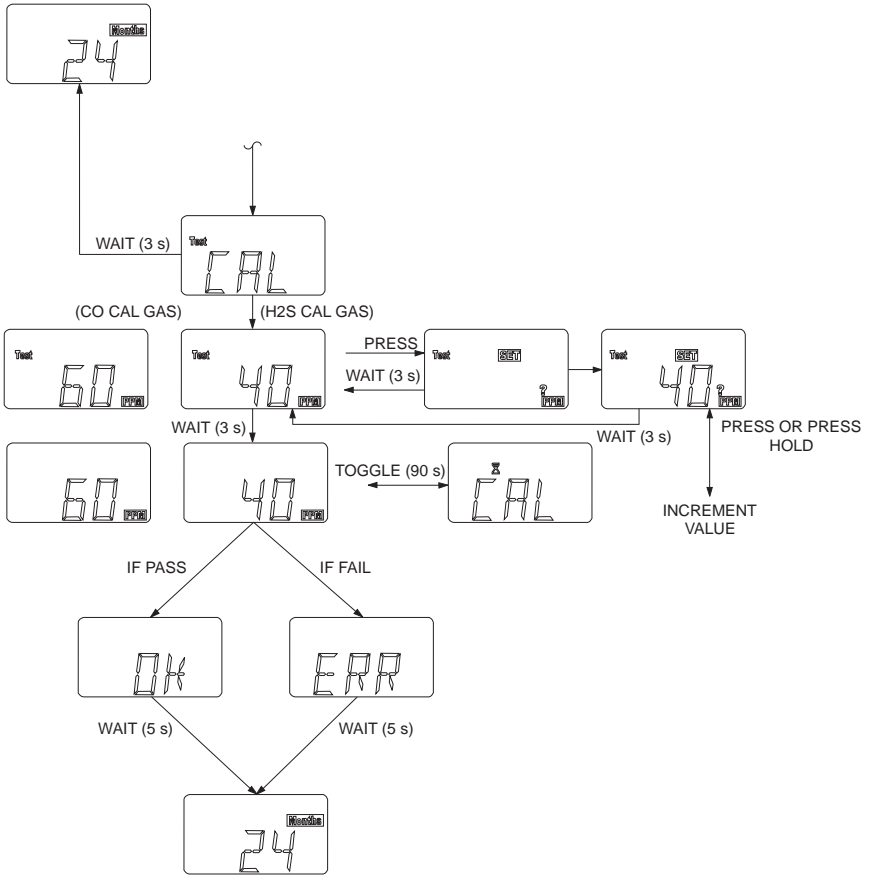 Months
24
WAIT (3 s)
Test
CAL
(CO CAL GAS)
(H2S CAL GAS)
Test
60
PPM
Test
40
PPM
PRESS
WAIT (3 s)
Test
SET
?
PPM
Test
SET
40
?
PPM
WAIT (3 s)
WAIT (3 s)
PRESS OR PRESS
HOLD
60
PPM
40
PPM
TOGGLE (90 s)
CAL
INCREMENT
VALUE
IF PASS
IF FAIL
OK
ERR
WAIT (5 s)
WAIT (5 s)
Months
24